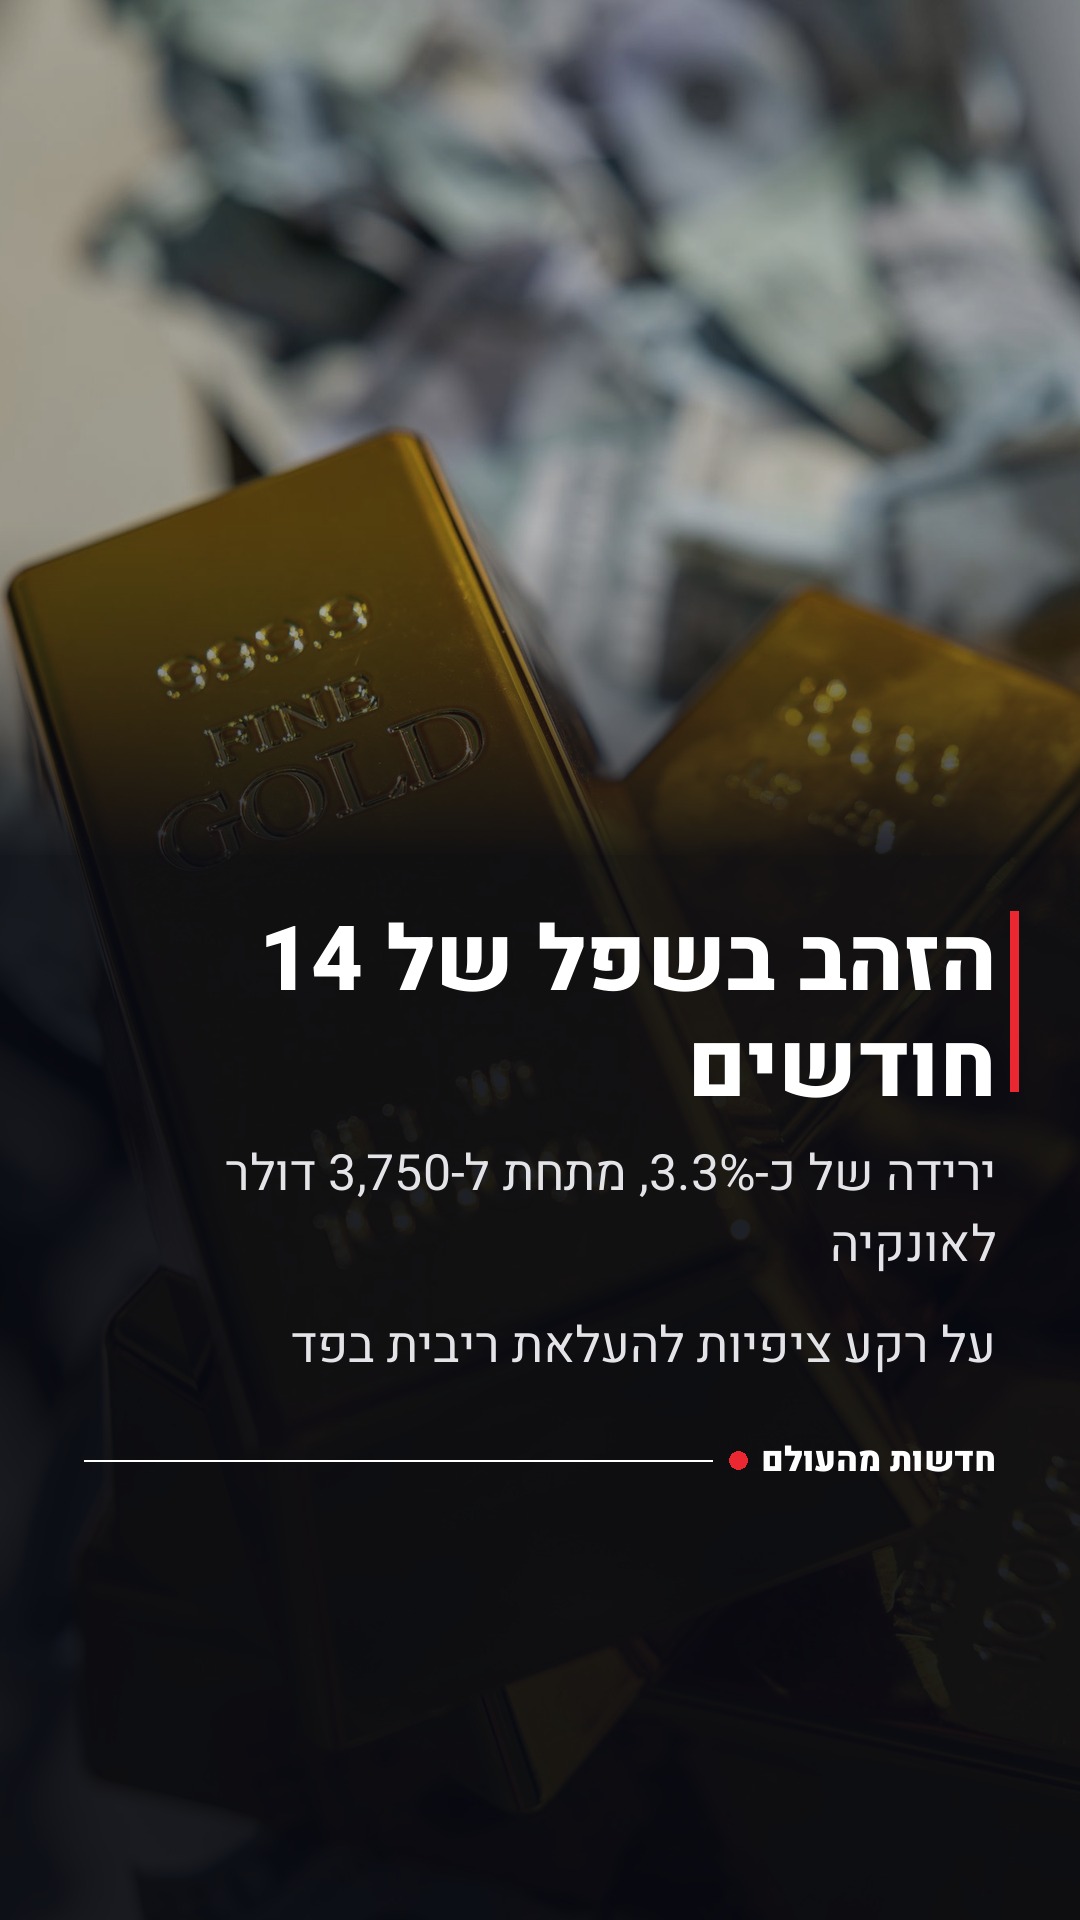 999.9
FINE
GOLD
הזהב בשפל של 14
חודשים
ירידה של כ-3.3%, מתחת ל-3,750 דולר
לאונקיה
על רקע ציפיות להעלאת ריבית בפד
חדשות מהעולם